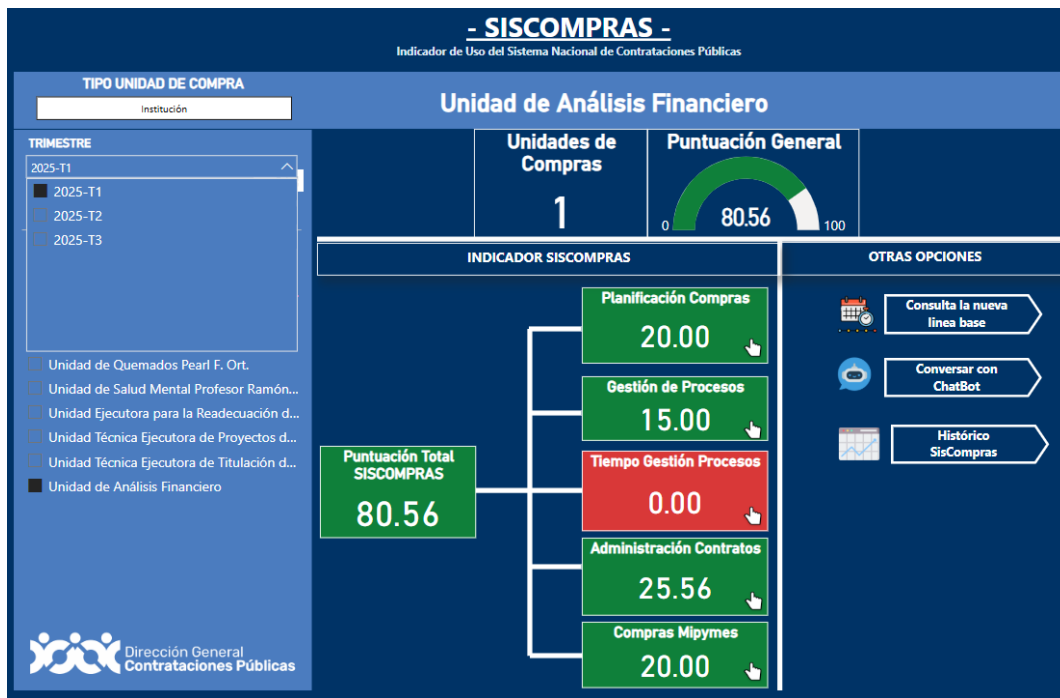 - SISCOMPRAS -
Indicador de Uso del Sistema Nacional de Contrataciones Públicas
TIPO UNIDAD DE COMPRA
Institución
Unidad de Análisis Financiero
TRIMESTRE
2025-T1
2025-T1
2025-T2
2025-T3
Unidad de Quemados Pearl F. Ort.
Unidad de Salud Mental Profesor Ramón...
Unidad Ejecutora para la Readecuación d...
Unidad Técnica Ejecutora de Proyectos d...
Unidad Técnica Ejecutora de Titulación d...
Unidad de Análisis Financiero
Dirección General
Contrataciones Públicas
Unidades de
Compras
1
Puntuación General
80.56
0
100
INDICADOR SISCOMPRAS
Puntuación Total
SISCOMPRAS
80.56
Planificación Compras
20.00
Gestión de Procesos
15.00
Tiempo Gestión Procesos
0.00
Administración Contratos
25.56
Compras Mipymes
20.00
OTRAS OPCIONES
Consulta la nueva
linea base
Conversar con
ChatBot
Histórico
SisCompras